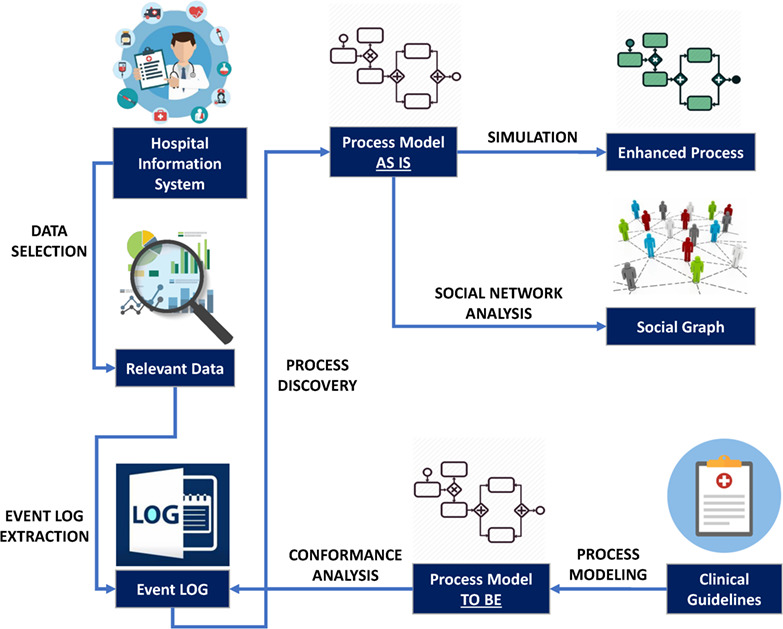 Hospital
Information
System
Process Model
AS IS
SIMULATION
Enhanced Process
DATA
SELECTION
SOCIAL NETWORK
ANALYSIS
Social Graph
Relevant Data
PROCESS
DISCOVERY
LOG
EVENT LOG
EXTRACTION
Event LOG
CONFORMANCE
ANALYSIS
Process Model
TO BE
PROCESS
MODELING
Clinical
Guidelines